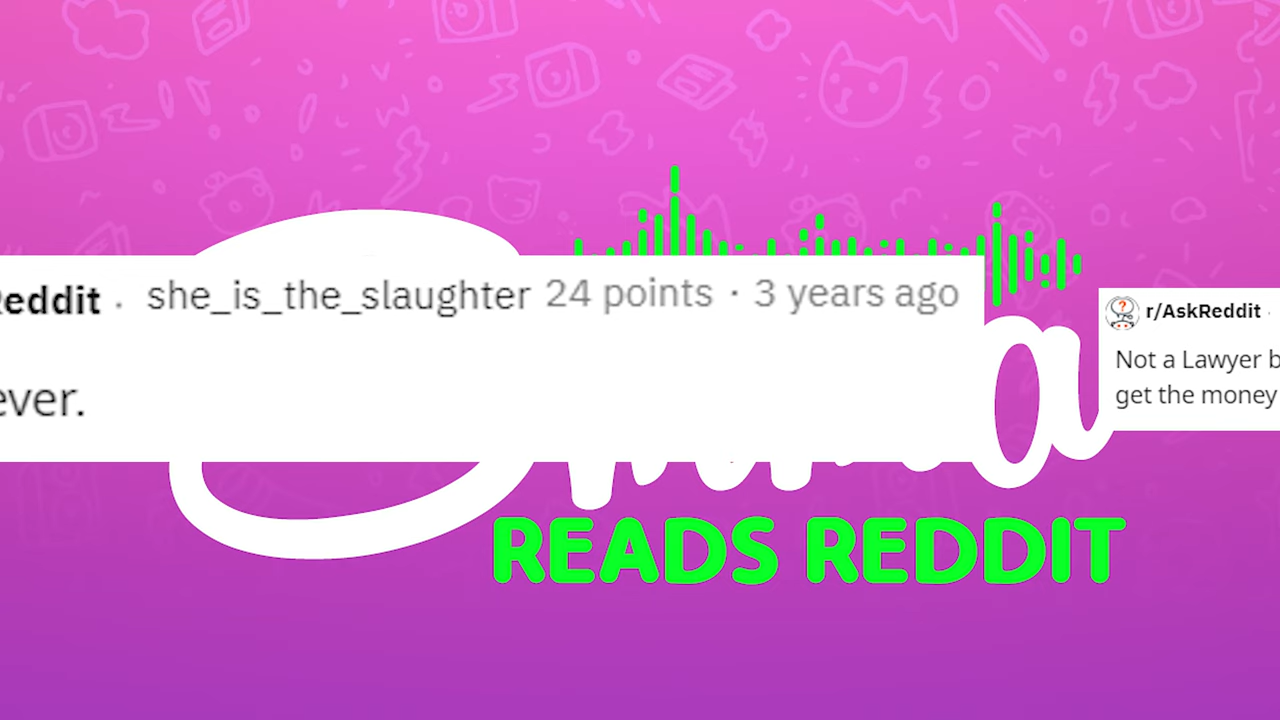 Reddit · she_is_the_slaughter 24 points · 3 years ago
ever.
r/AskReddit ·
Not a Lawyer b
get the money
READS REDDIT